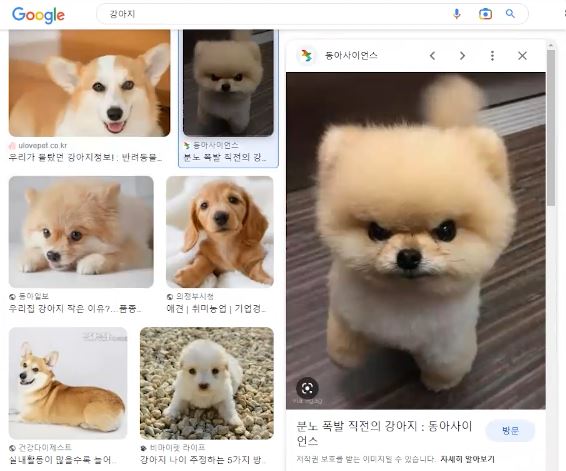 Google
강아지
동아사이언스
ulovepet.co.kr
우리가 몰랐던 강아지정보! : 반려동물...
동아사이언스
분노 폭발 직전의 강...
동아일보
우리집 강아지 작은 이유?...품종...
의정부시청
애견 | 취미농업 | 기업경...
건강다이제스트
실내활동이 많을수록 늘어...
비마이펫 라이프
강아지 나이 추정하는 5가지 방...
분노 폭발 직전의 강아지 : 동아사이
언스
방문
저작권 보호를 받는 이미지일 수 있습니다. 자세히 알아보기